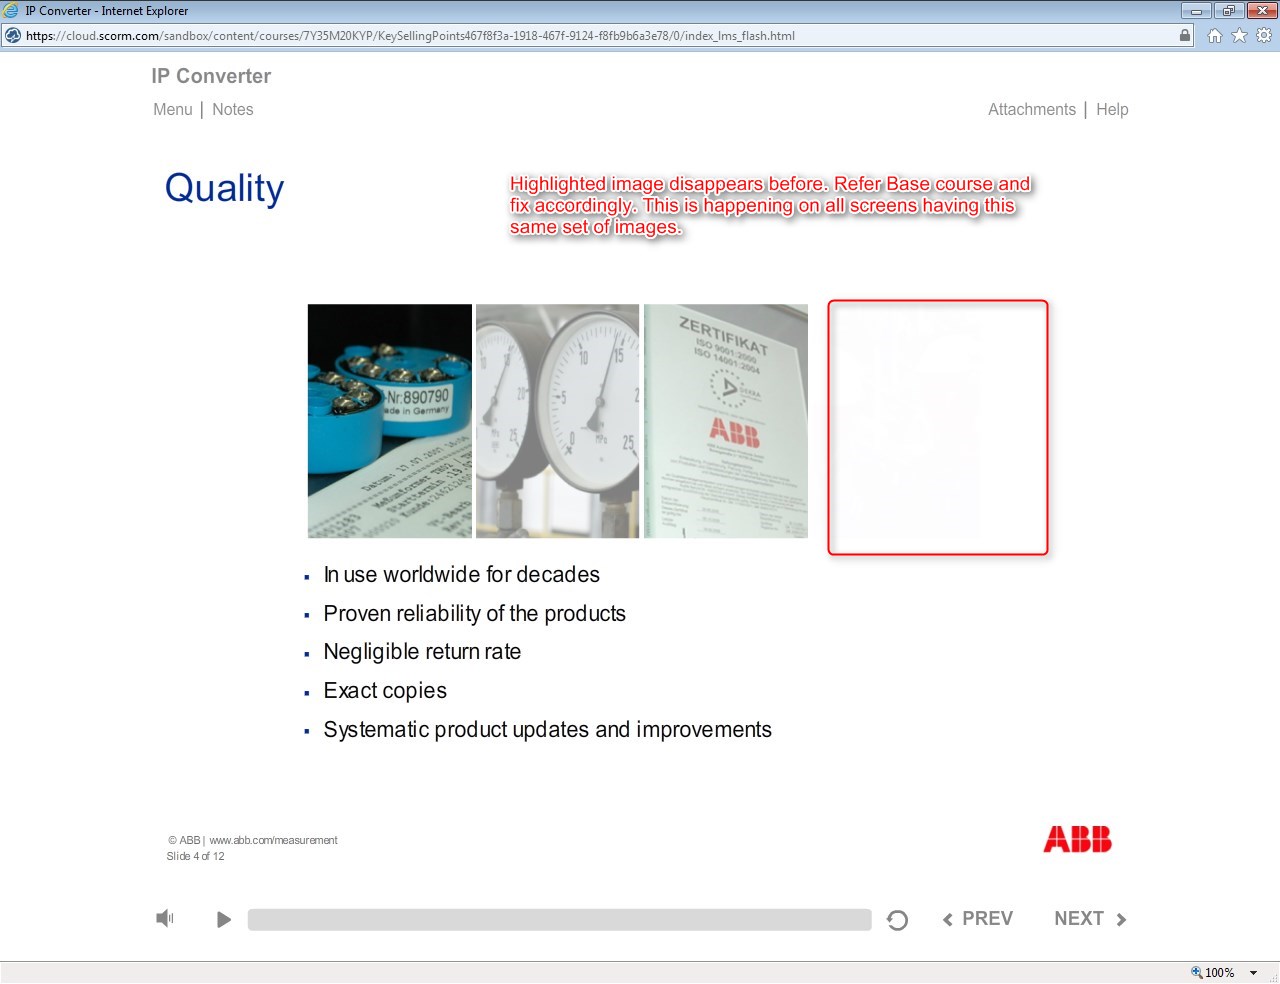 IP Converter - Internet Explorer
https://cloud.scorm.com/sandbox/content/courses/7Y35M20KYP/KeySellingPoints467f8f3a-1918-467f-9124-f8fb9b6a3e78/0/index_lms_flash.html
IP Converter
Menu | Notes
Attachments | Help
Quality
Highlighted image disappears before. Refer Base course and
fix accordingly. This is happening on all screens having this
same set of images.
-Nr:890790
ade in Germany
Datum: 17.07.2007
ZERTIFIKAT
ISO 9001:2000
ISO 14001:2004
DEKRA
ABB
In use worldwide for decades
Proven reliability of the products
Negligible return rate
Exact copies
Systematic product updates and improvements
© ABB | www.abb.com/measurement
Slide 4 of 12
ABB
PREV
NEXT
100%